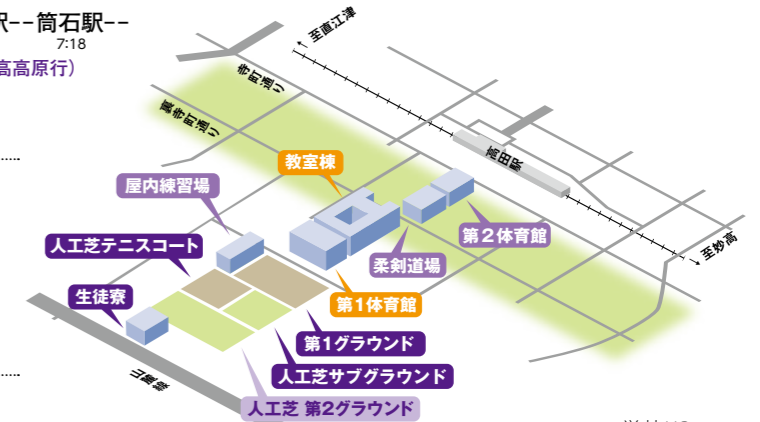 駅--筒石駅--
7:18
高高原行）
至直江津
寺町通り
裏寺町通り
高田駅
教室棟
屋内練習場
第2体育館
人工芝テニスコート
柔剣道場
至妙高
生徒寮
第1体育館
第1グラウンド
山麓線
人工芝サブグラウンド
人工芝 第2グラウンド